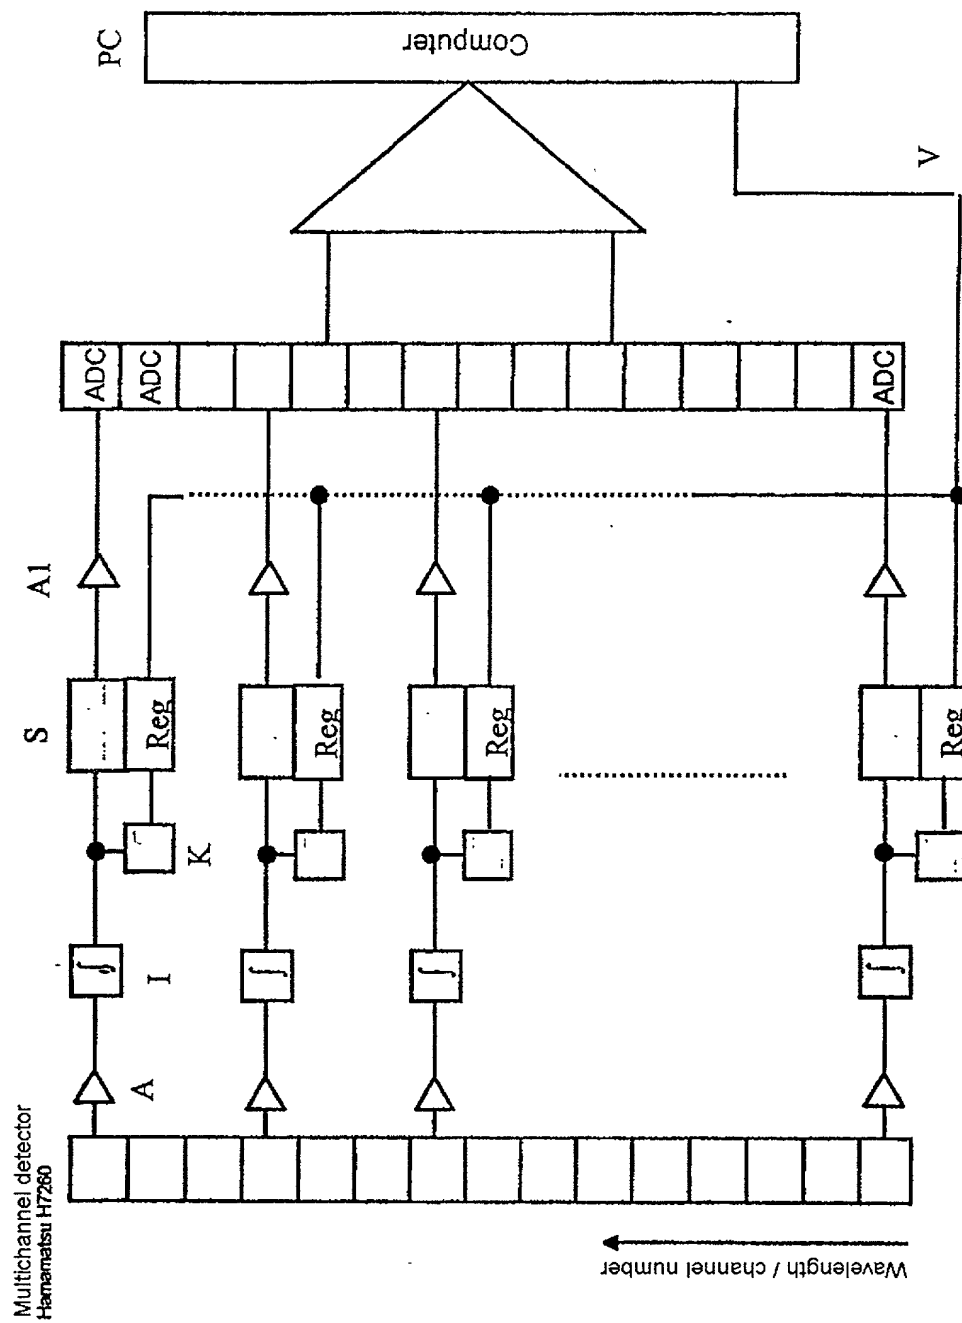 Multichannel detector
Hamamatsu H7260
Wavelength / channel number
A
I
K
S
A1
PC
V
∫
∫
∫
∫
Reg
Reg
Reg
Reg
ADC
ADC
ADC
Computer